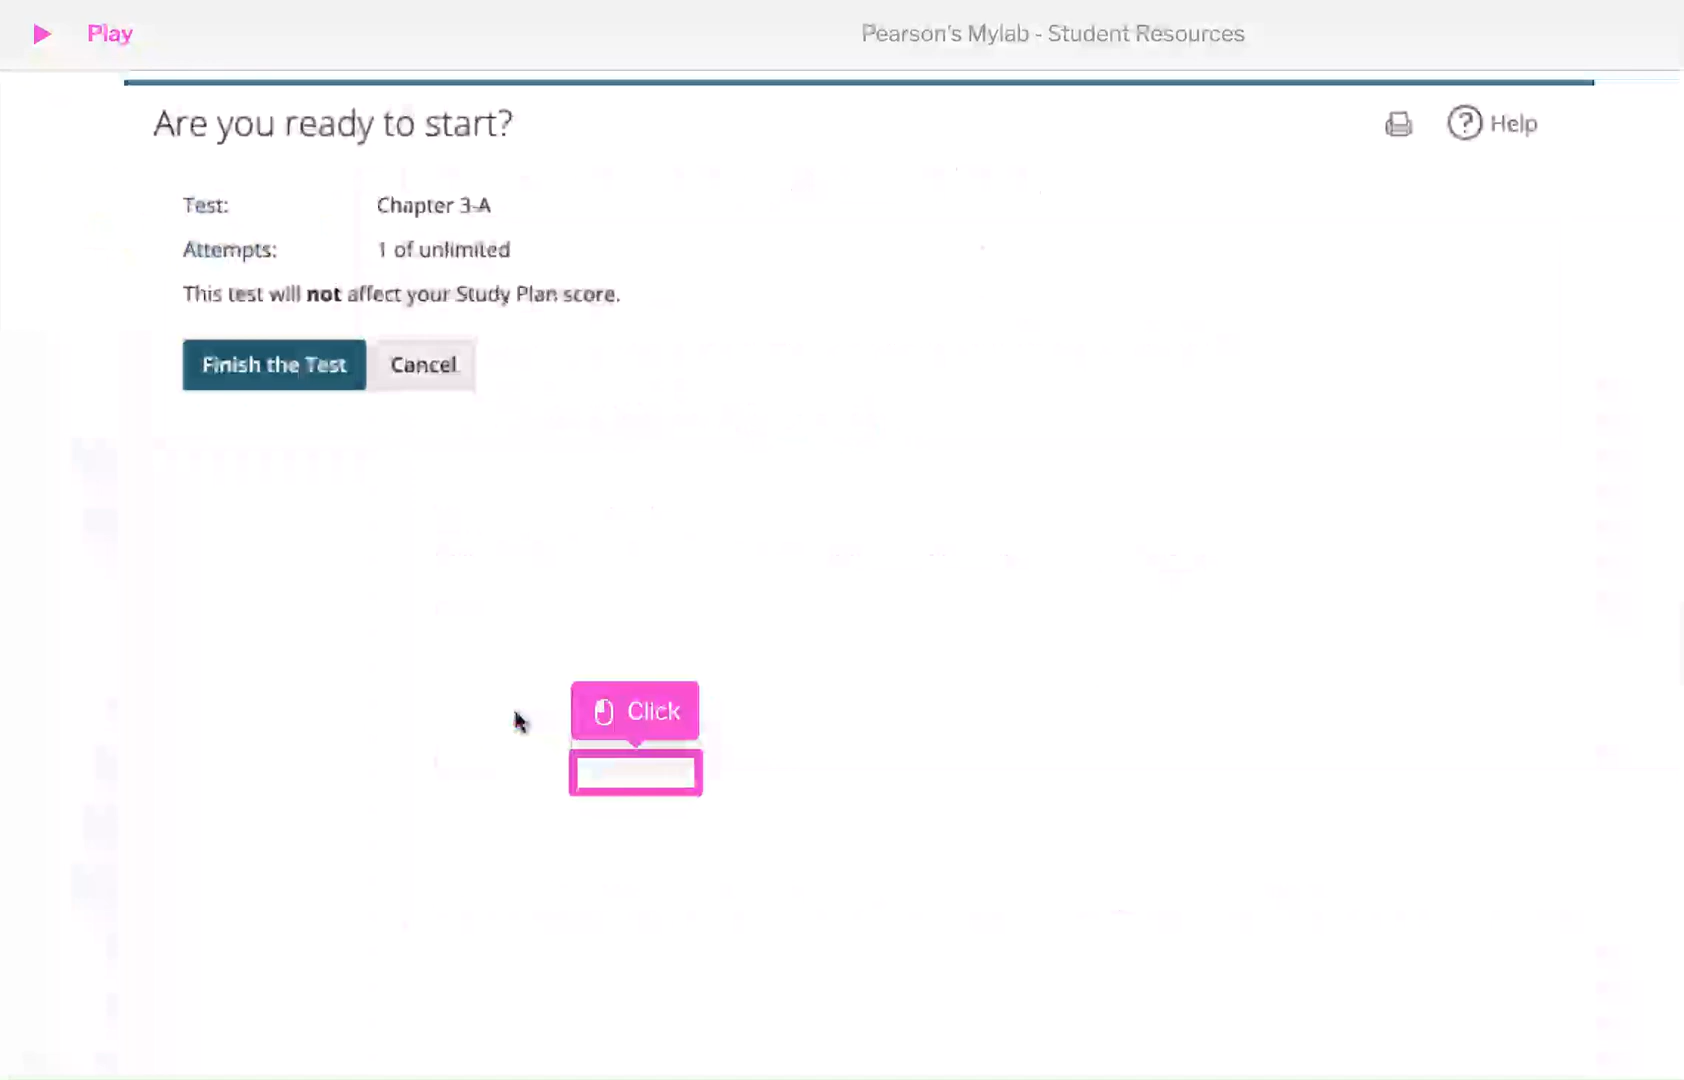 Play
Pearson's Mylab - Student Resources
Are you ready to start?
Help
Test: Chapter 3-A
Attempts: 1 of unlimited
This test will not affect your Study Plan score.
Finish the Test
Cancel
Click